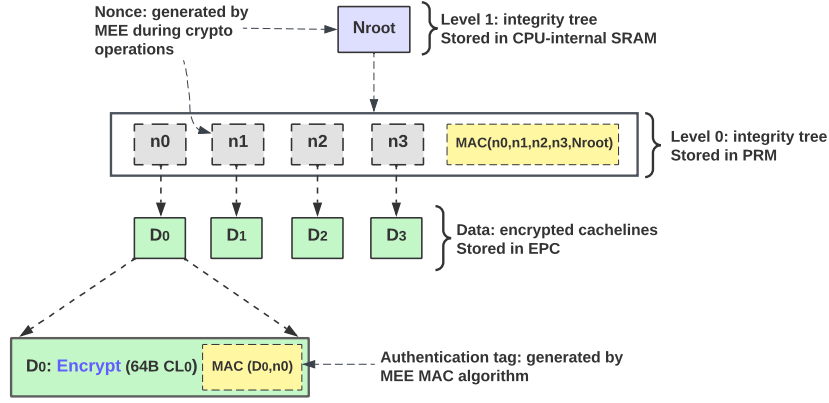 Nonce: generated by
MEE during crypto
operations
Nroot
Level 1: integrity tree
Stored in CPU-internal SRAM
n0
n1
n2
n3
MAC(n0,n1,n2,n3,Nroot)
Level 0: integrity tree
Stored in PRM
D0
D1
D2
D3
Data: encrypted cachelines
Stored in EPC
D0: Encrypt (64B CL0)
MAC (D0,n0)
Authentication tag: generated by
MEE MAC algorithm